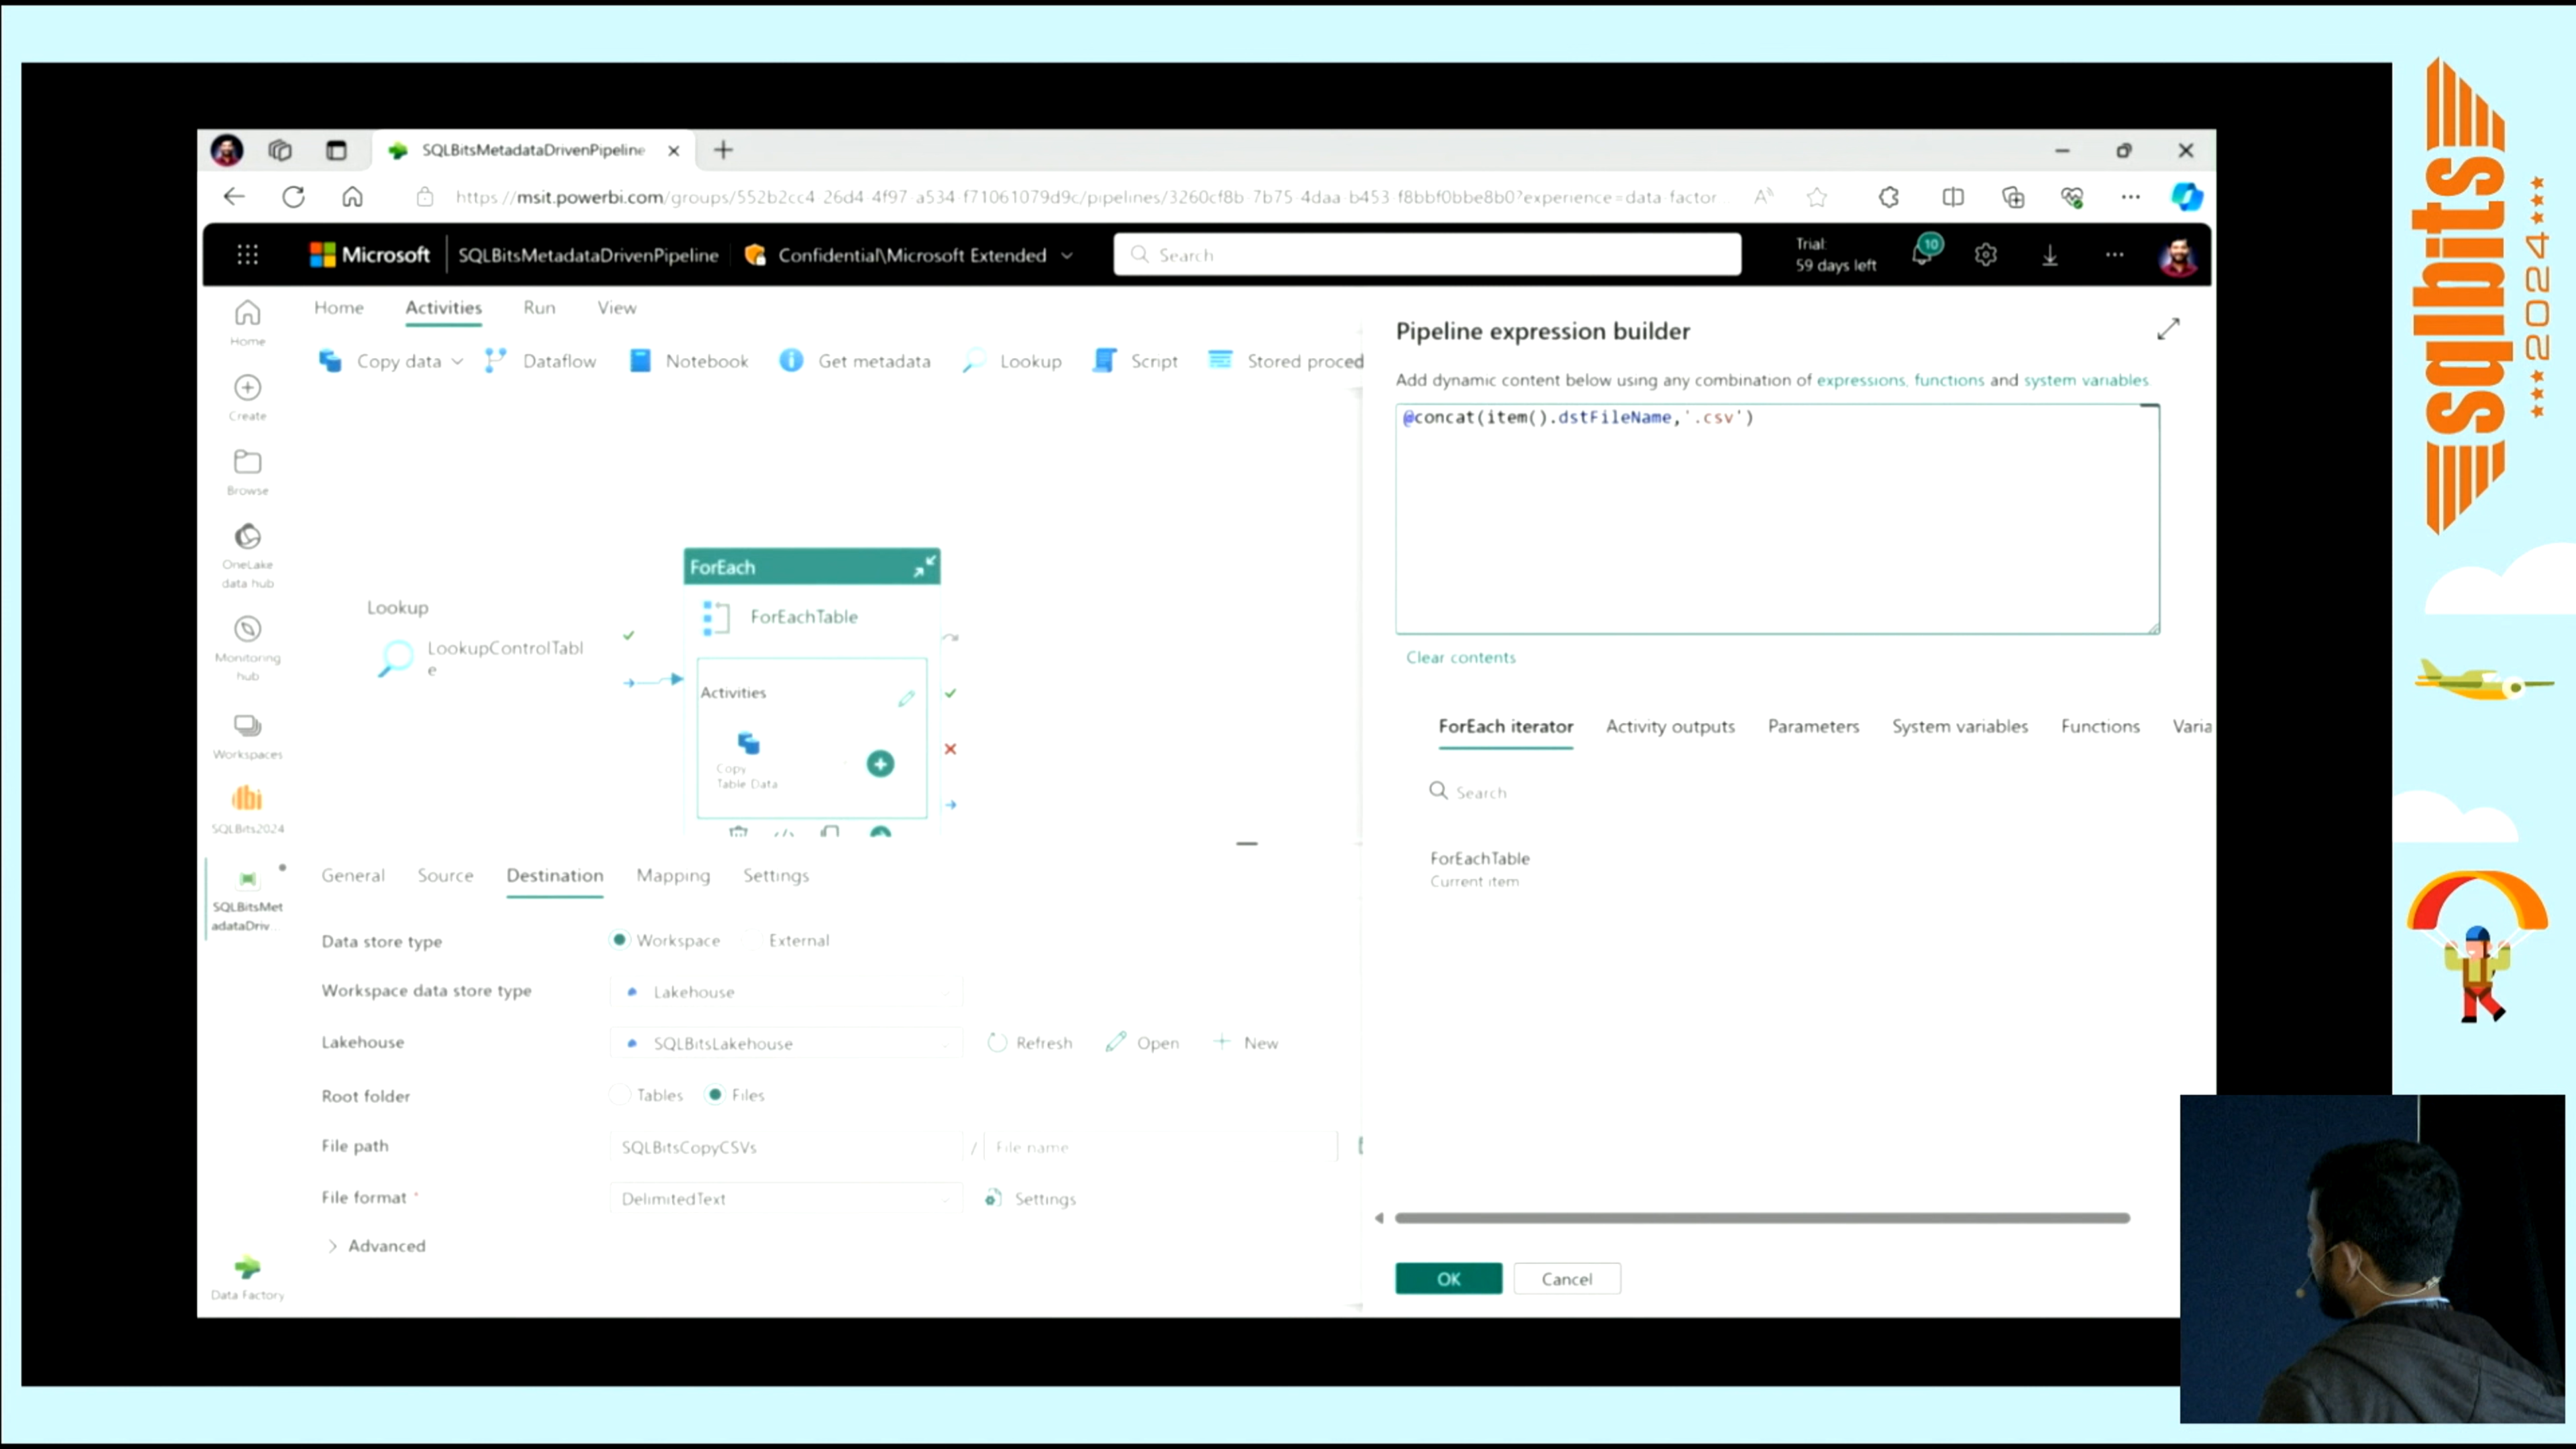 SQLBitsMetadataDrivenPipeline
https://msit.powerbi.com/groups/552b2cc4-26d4-4f97-a534-f71061079d9c/pipelines/3260cf8b-7b75-4daa-b453-f8bbf0bbe8b0?experience=data-factor
Microsoft
SQLBitsMetadataDrivenPipeline
Confidential\Microsoft Extended
Search
Trial:
59 days left
10
Home
Activities
Run
View
Copy data
Dataflow
Notebook
Get metadata
Lookup
Script
Stored proced
Home
Create
Browse
OneLake
data hub
Monitoring
hub
Workspaces
SQLBits2024
SQLBitsMet
adataDriv...
Data Factory
Lookup
LookupControlTabl
e
ForEach
ForEachTable
Activities
Copy
Table Data
General
Source
Destination
Mapping
Settings
Data store type
Workspace
External
Workspace data store type
Lakehouse
Lakehouse
SQLBitsLakehouse
Refresh
Open
New
Root folder
Tables
Files
File path
SQLBitsCopyCSVs
/
File name
File format *
DelimitedText
Settings
Advanced
Pipeline expression builder
Add dynamic content below using any combination of expressions, functions and system variables
@concat(item().dstFileName,'.csv')
Clear contents
ForEach iterator
Activity outputs
Parameters
System variables
Functions
Varia
Search
ForEachTable
Current item
OK
Cancel
sqlbits
2024